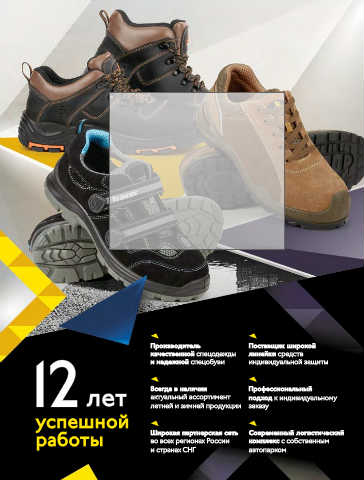 12 лет
успешной
работы
Производитель
качественной спецодежды
и надежной спецобуви
Всегда в наличии
актуальный ассортимент
летней и зимней продукции
Широкая партнерская сеть
во всех регионах России
и странах СНГ
Поставщик широкой
линейки средств
индивидуальной защиты
Профессиональный
подход к индивидуальному
заказу
Современный логистический
комплекс с собственным
автопарком